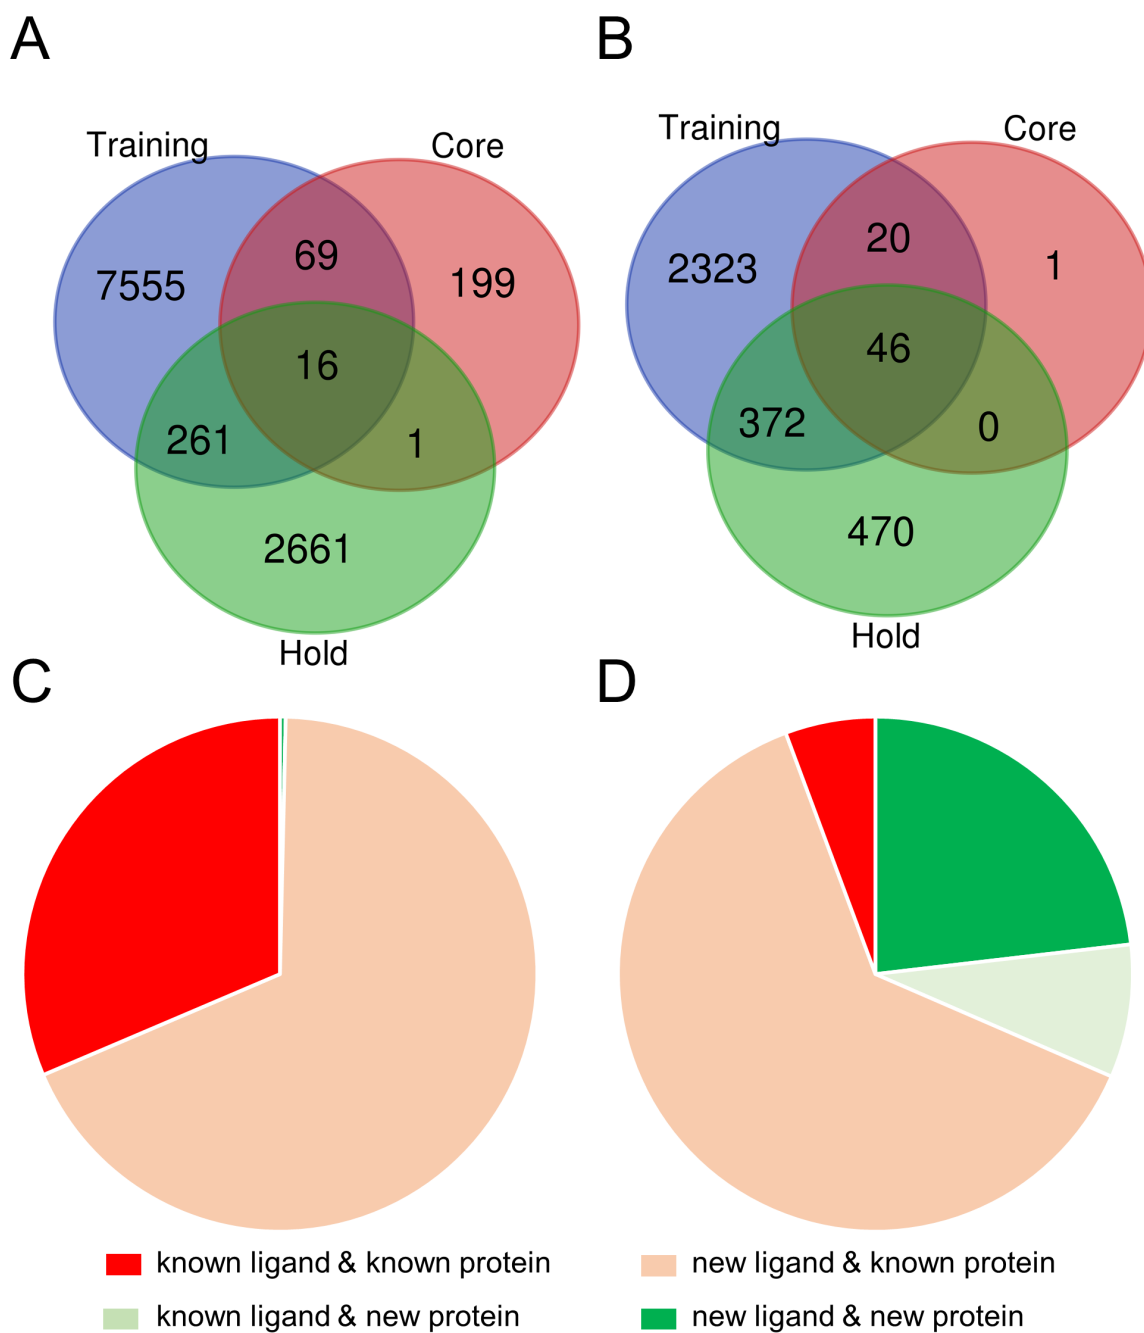 A
B
Training
Core
Training
Core
69
7555
199
16
261
1
2661
Hold
20
2323
1
46
372
0
470
Hold
C
D
known ligand & known protein
new ligand & known protein
known ligand & new protein
new ligand & new protein